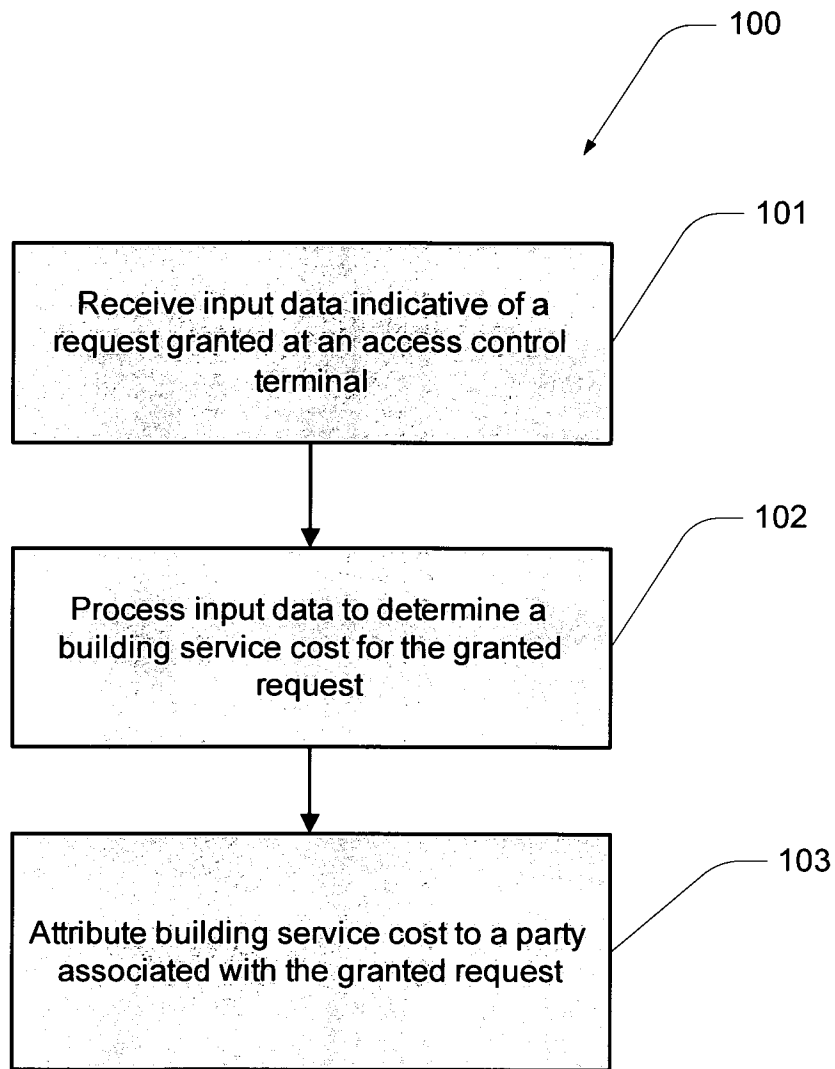 100
101
Receive input data indicative of a
request granted at an access control
terminal
102
Process input data to determine a
building service cost for the granted
request
103
Attribute building service cost to a party
associated with the granted request